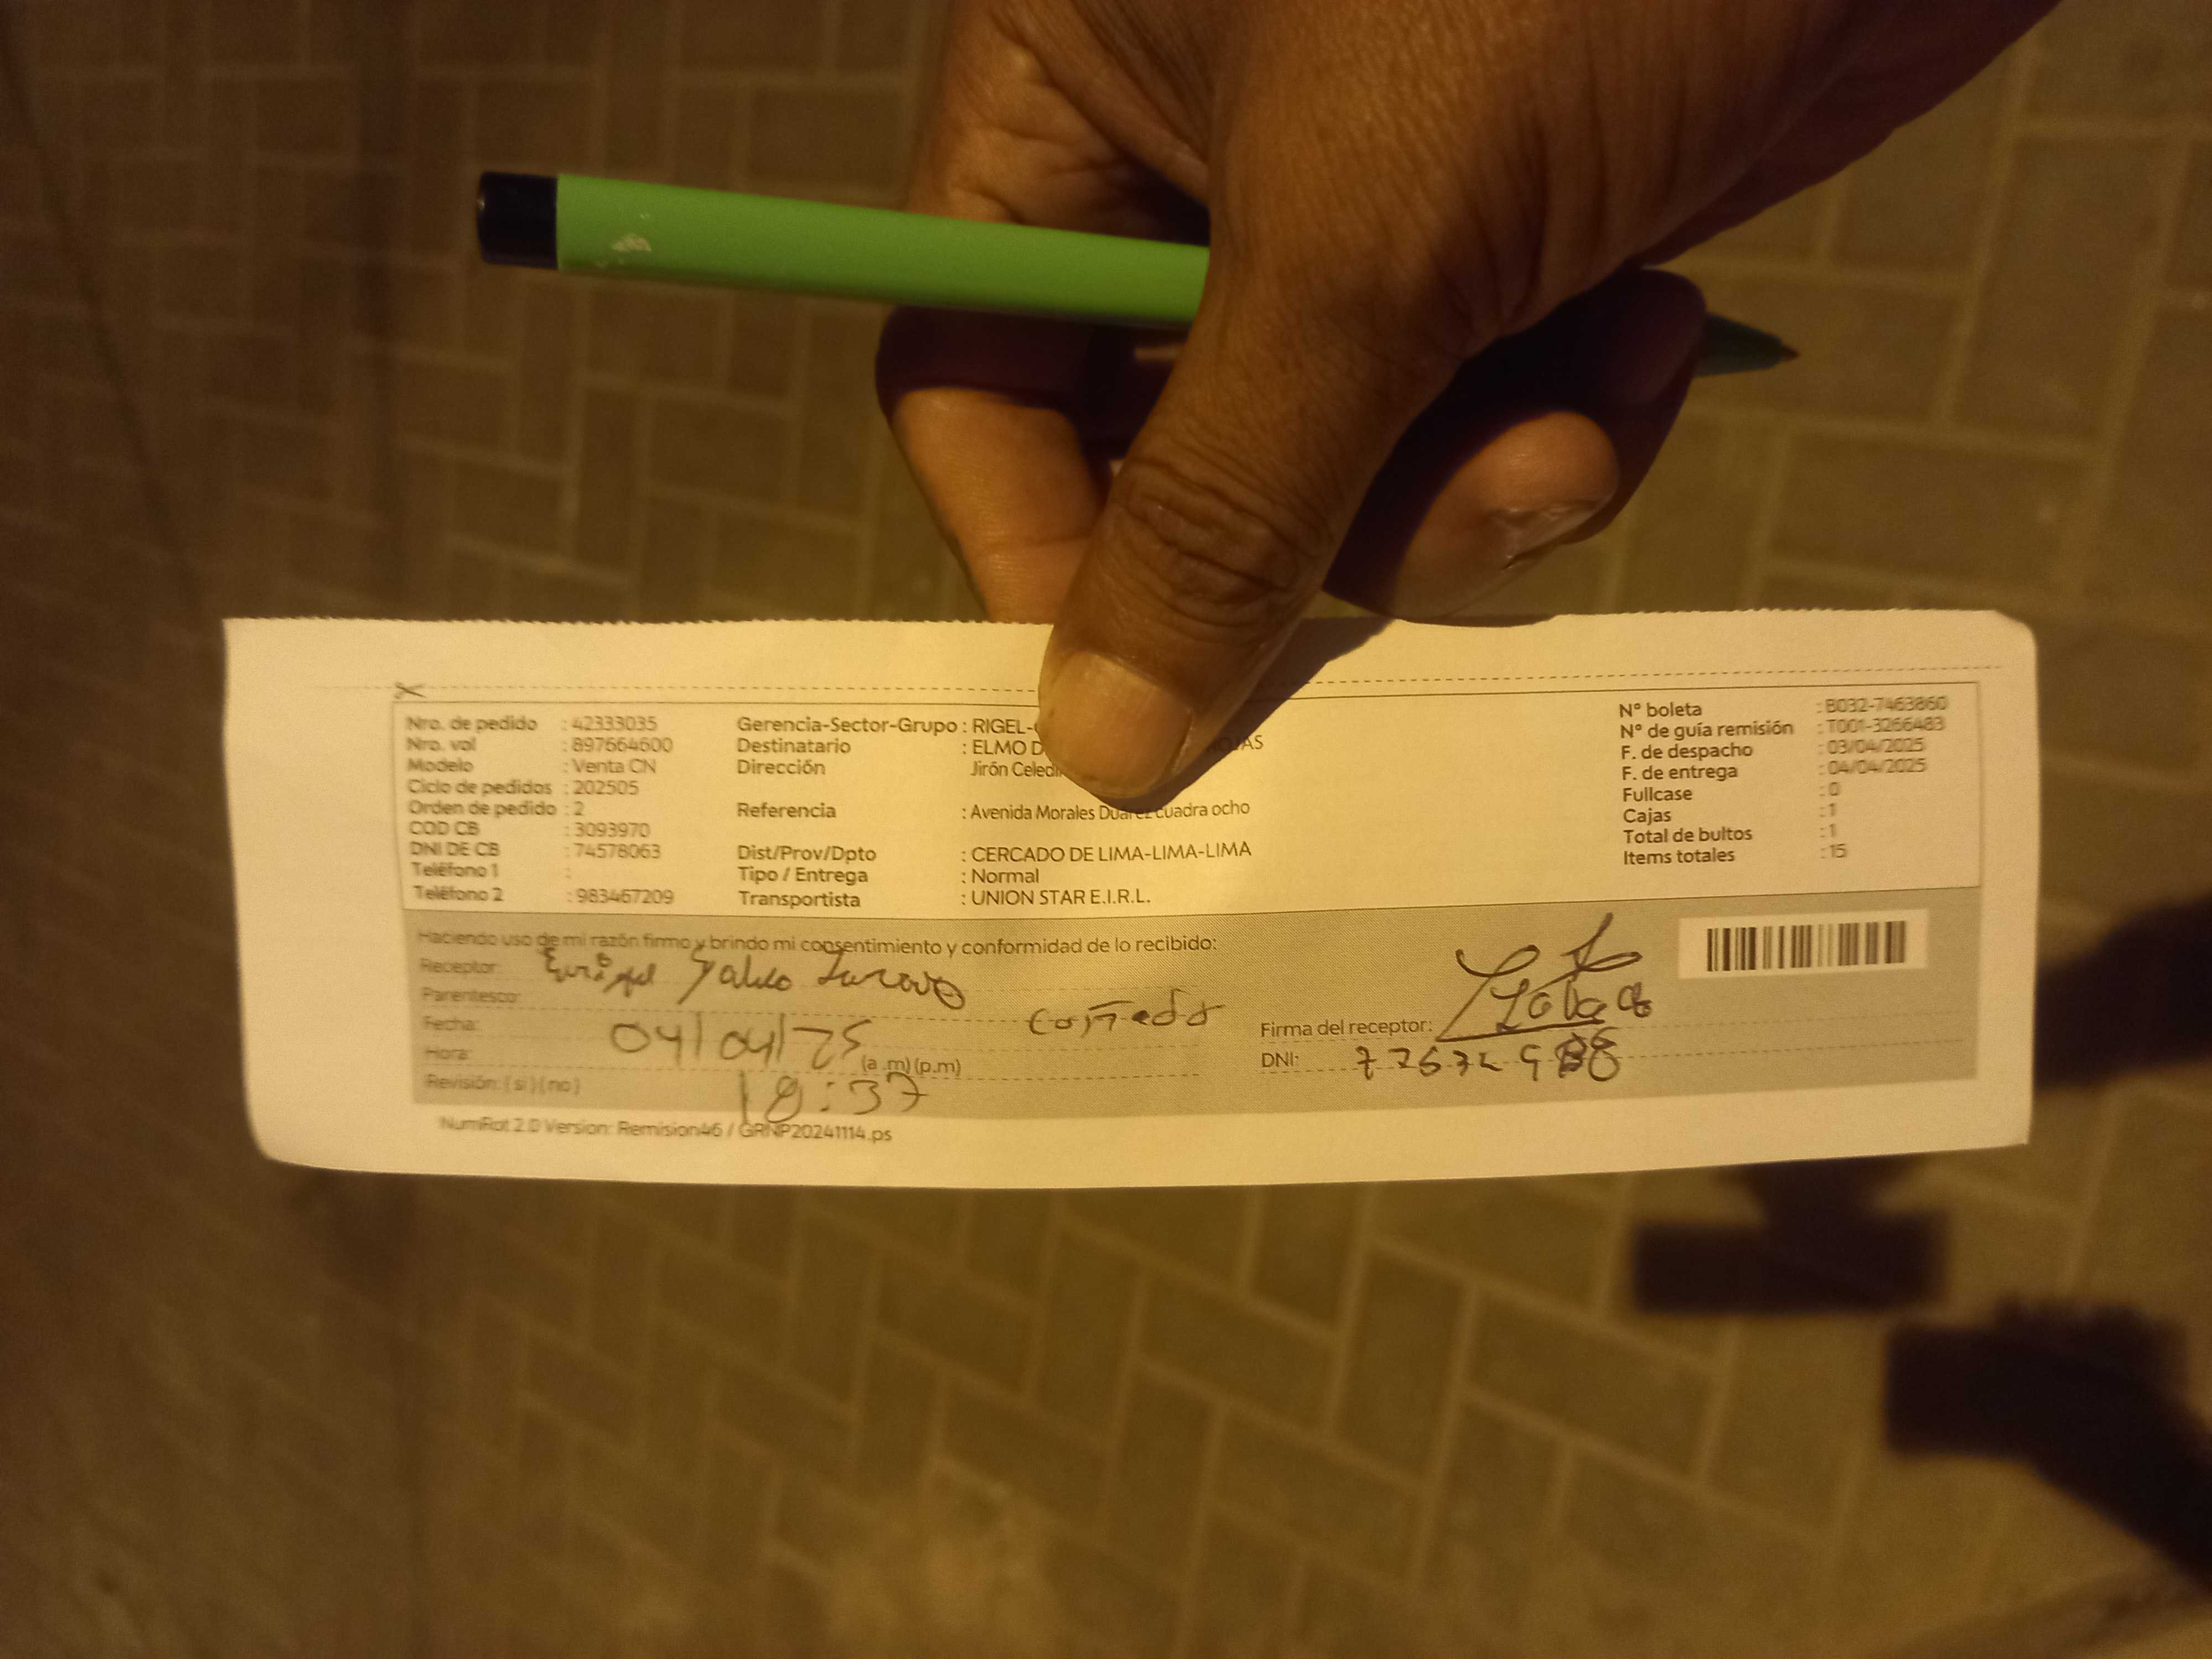 Nro. de pedido : 42333035
Nro. vol : 897664600
Modelo : Venta CN
Ciclo de pedidos : 202505
Orden de pedido : 2
COD CB : 3093970
DNI DE CB : 74578063
Teléfono 1 :
Teléfono 2 : 983467209
Gerencia-Sector-Grupo : RIGEL-
Destinatario : ELMO
Dirección Jirón
Referencia : Avenida Morales Duárez cuadra ocho
Dist/Prov/Dpto : CERCADO DE LIMA-LIMA-LIMA
Tipo / Entrega : Normal
Transportista : UNION STAR E.I.R.L.
N° boleta : B032-7463860
N° de guía remisión : T001-3266483
F. de despacho : 03/04/2025
F. de entrega : 04/04/2025
Fullcase : 0
Cajas : 1
Total de bultos : 1
Items totales : 15
Haciendo uso de mi razón firmo y brindo mi consentimiento y conformidad de lo recibido:
Receptor:
Parentesco:
Fecha: 04/04/25
Hora: (a.m)(p.m)
18:37
Revisión: (si)(no)
Firma del receptor:
DNI:
NumRot 2.0 Version: Remision46 / GRNP20241114.ps